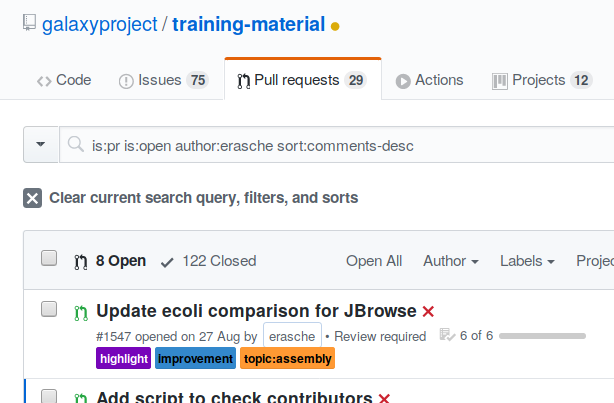 galaxyproject / training-material
Code Issues 75 Pull requests 29 Actions Projects 12
is:pr is:open author:erasche sort:comments-desc
Clear current search query, filters, and sorts
8 Open 122 Closed Open All Author Labels Projec
Update ecoli comparison for JBrowse
#1547 opened on 27 Aug by erasche • Review required 6 of 6
highlight improvement topic:assembly
Add script to check contributors